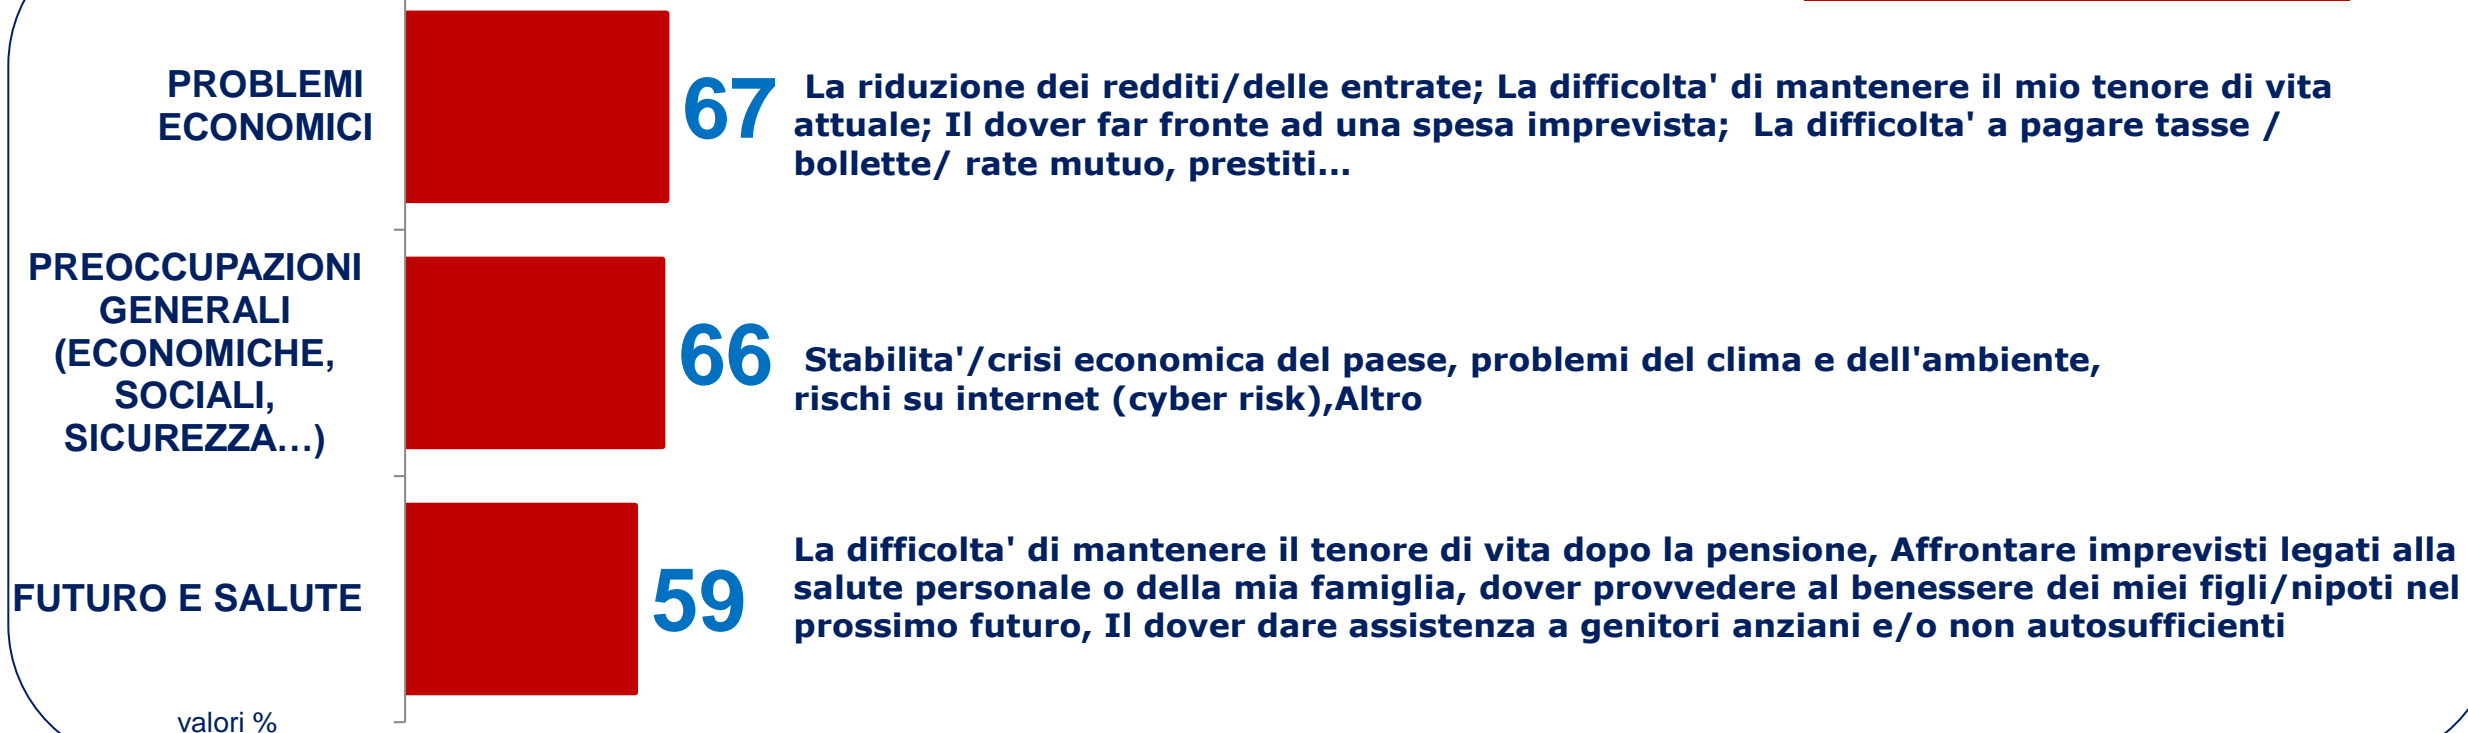 PROBLEMI
ECONOMICI
67
La riduzione dei redditi/delle entrate; La difficolta' di mantenere il mio tenore di vita
attuale; Il dover far fronte ad una spesa imprevista;  La difficolta' a pagare tasse /
bollette/ rate mutuo, prestiti...
PREOCCUPAZIONI
GENERALI
(ECONOMICHE,
SOCIALI,
SICUREZZA…)
66
Stabilita'/crisi economica del paese, problemi del clima e dell'ambiente,
rischi su internet (cyber risk),Altro
FUTURO E SALUTE
59
La difficolta' di mantenere il tenore di vita dopo la pensione, Affrontare imprevisti legati alla
salute personale o della mia famiglia, dover provvedere al benessere dei miei figli/nipoti nel
prossimo futuro, Il dover dare assistenza a genitori anziani e/o non autosufficienti
valori %